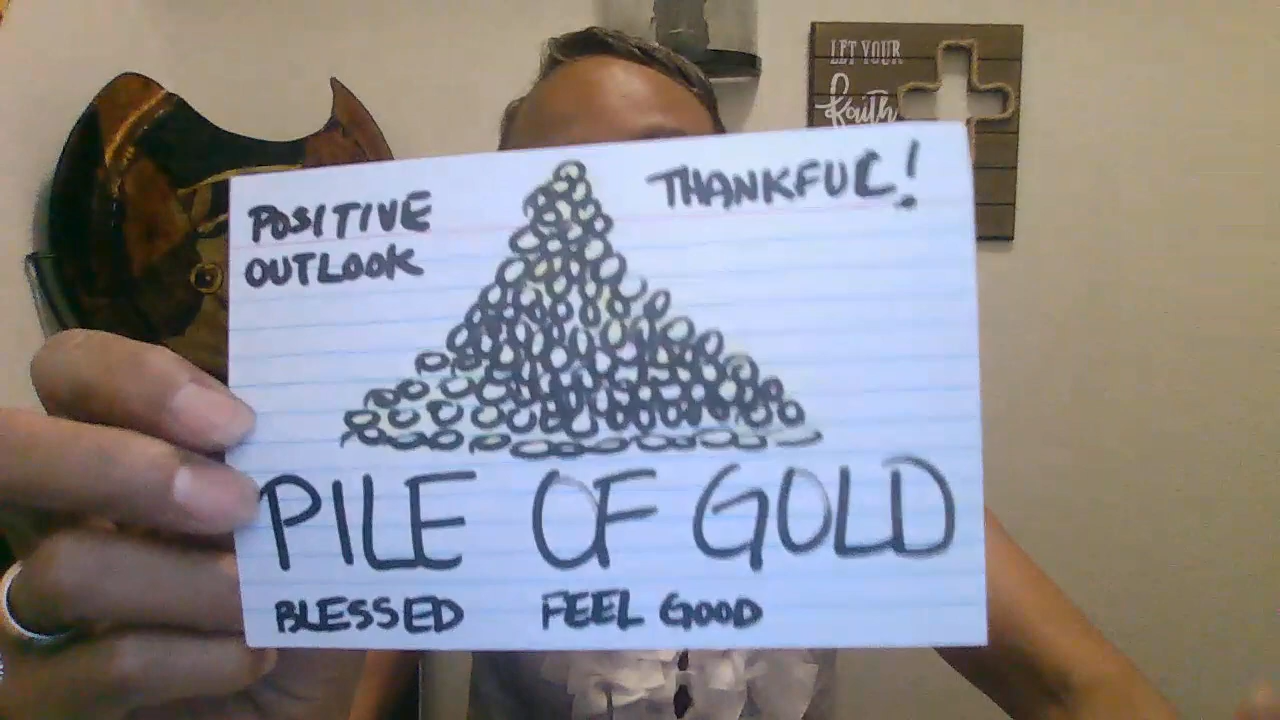 LET YOUR
faith
POSITIVE
OUTLOOK
THANKFUL!
PILE OF GOLD
BLESSED FEEL GOOD